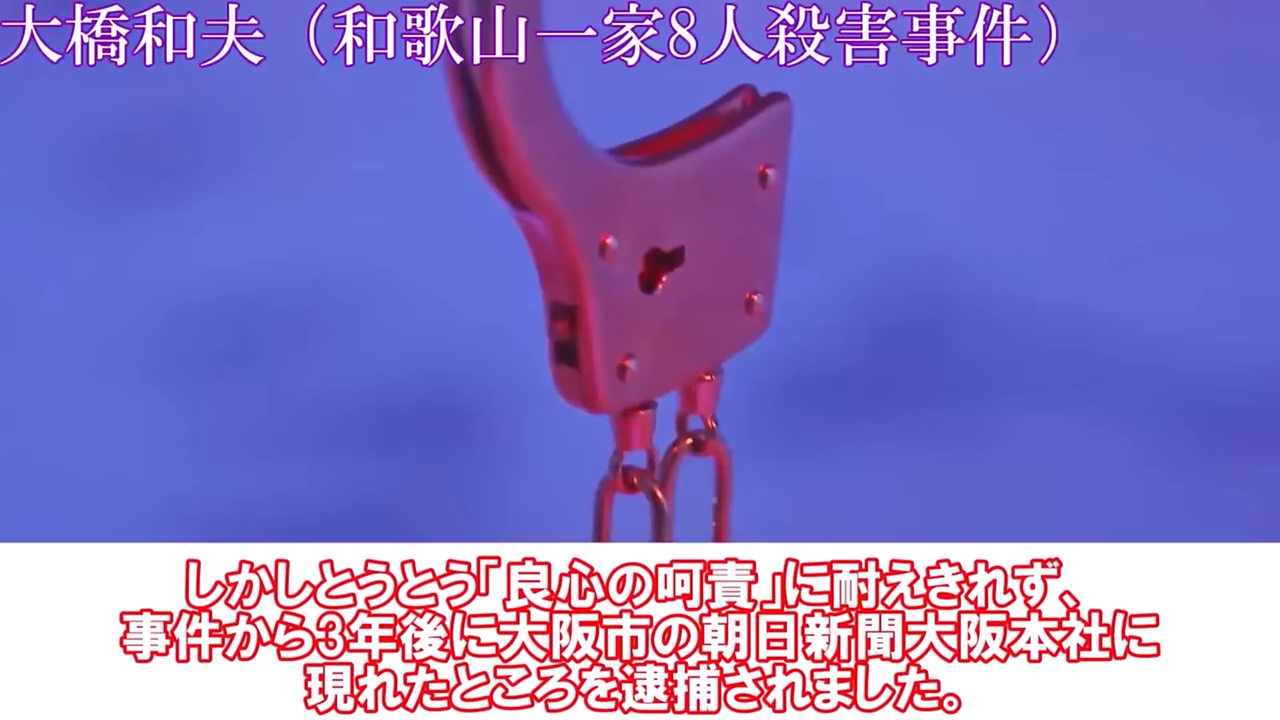 大橋和夫（和歌山一家8人殺害事件）
しかしとうとう「良心の呵責」に耐えきれず、
事件から3年後に大阪市の朝日新聞大阪本社に
現れたところを逮捕されました。